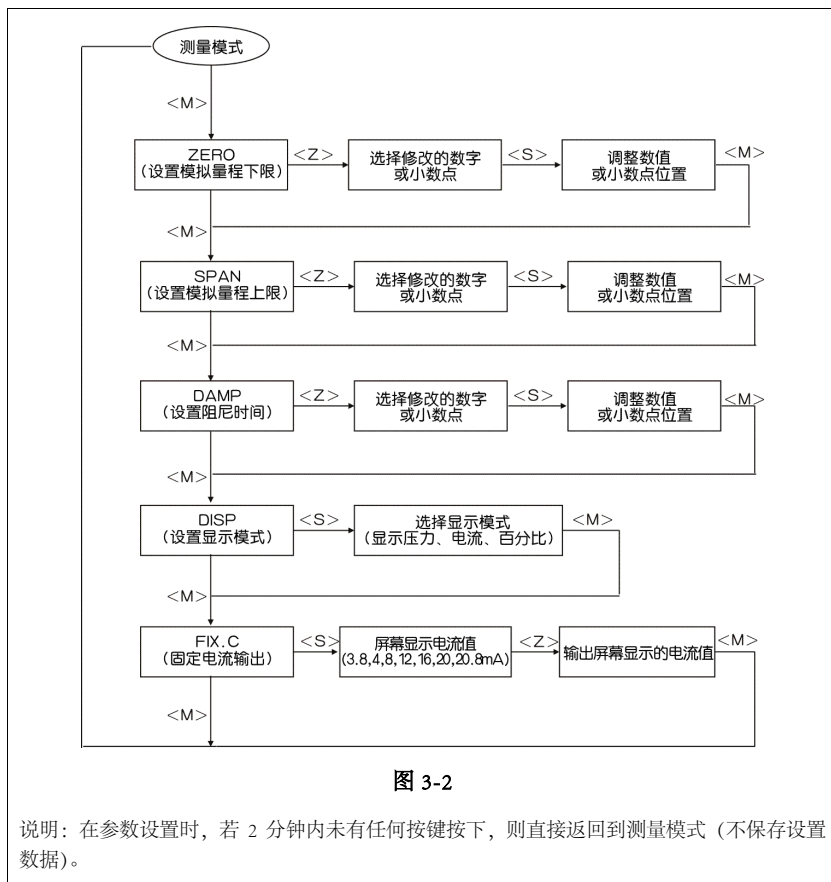 测量模式
<M>
ZERO
(设置模拟量程下限)
<Z>
选择修改的数字
或小数点
<S>
调整数值
或小数点位置
<M>
<M>
SPAN
(设置模拟量程上限)
<Z>
选择修改的数字
或小数点
<S>
调整数值
或小数点位置
<M>
<M>
DAMP
(设置阻尼时间)
<Z>
选择修改的数字
或小数点
<S>
调整数值
或小数点位置
<M>
<M>
DISP
(设置显示模式)
<S>
选择显示模式
(显示压力、电流、百分比)
<M>
<M>
FIX.C
(固定电流输出)
<S>
屏幕显示电流值
(3.8,4,8,12,16,20,20.8mA)
<Z>
输出屏幕显示的电流值
<M>
<M>
图 3-2
说明：在参数设置时，若 2 分钟内未有任何按键按下，则直接返回到测量模式（不保存设置
数据）。